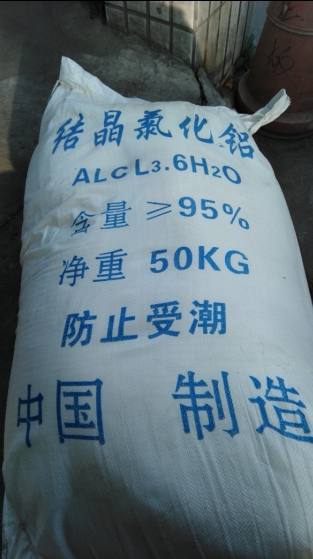 结晶氯化铝
ALCL3.6H2O
含量≥95%
净重 50KG
防止受潮
中国 制造